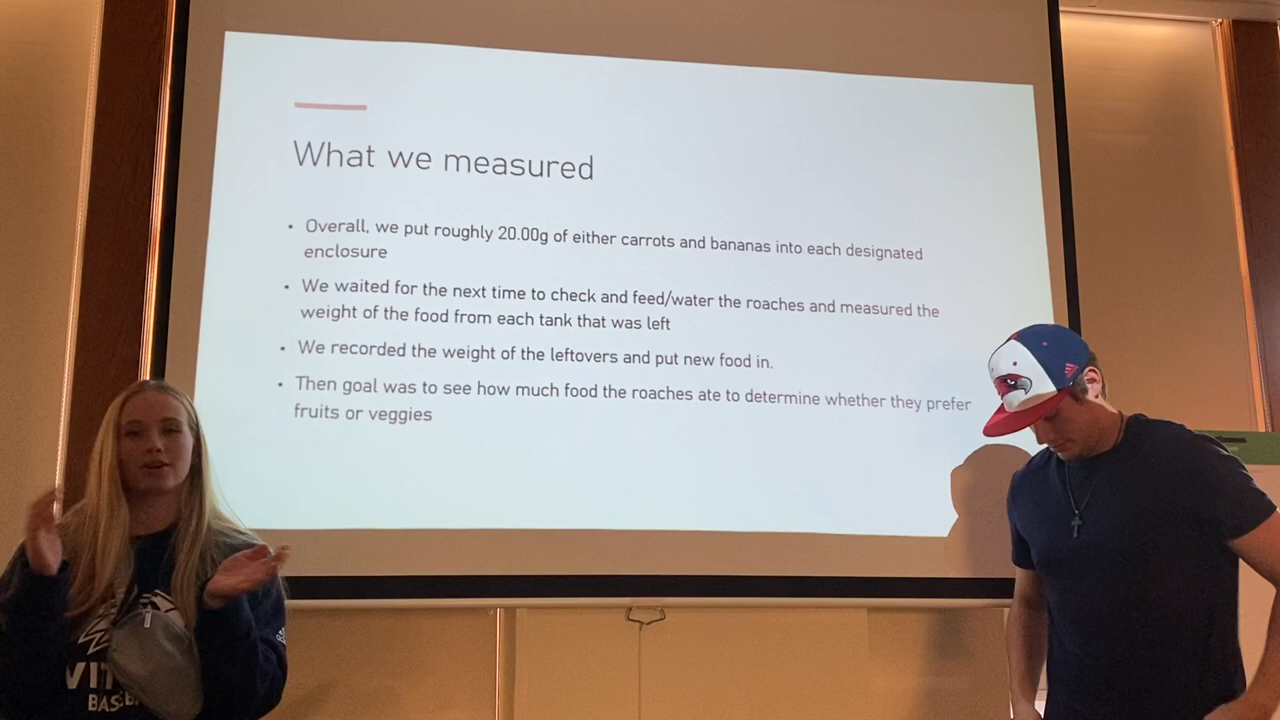 What we measured
• Overall, we put roughly 20.00g of either carrots and bananas into each designated
enclosure
• We waited for the next time to check and feed/water the roaches and measured the
weight of the food from each tank that was left
• We recorded the weight of the leftovers and put new food in.
• Then goal was to see how much food the roaches ate to determine whether they prefer
fruits or veggies